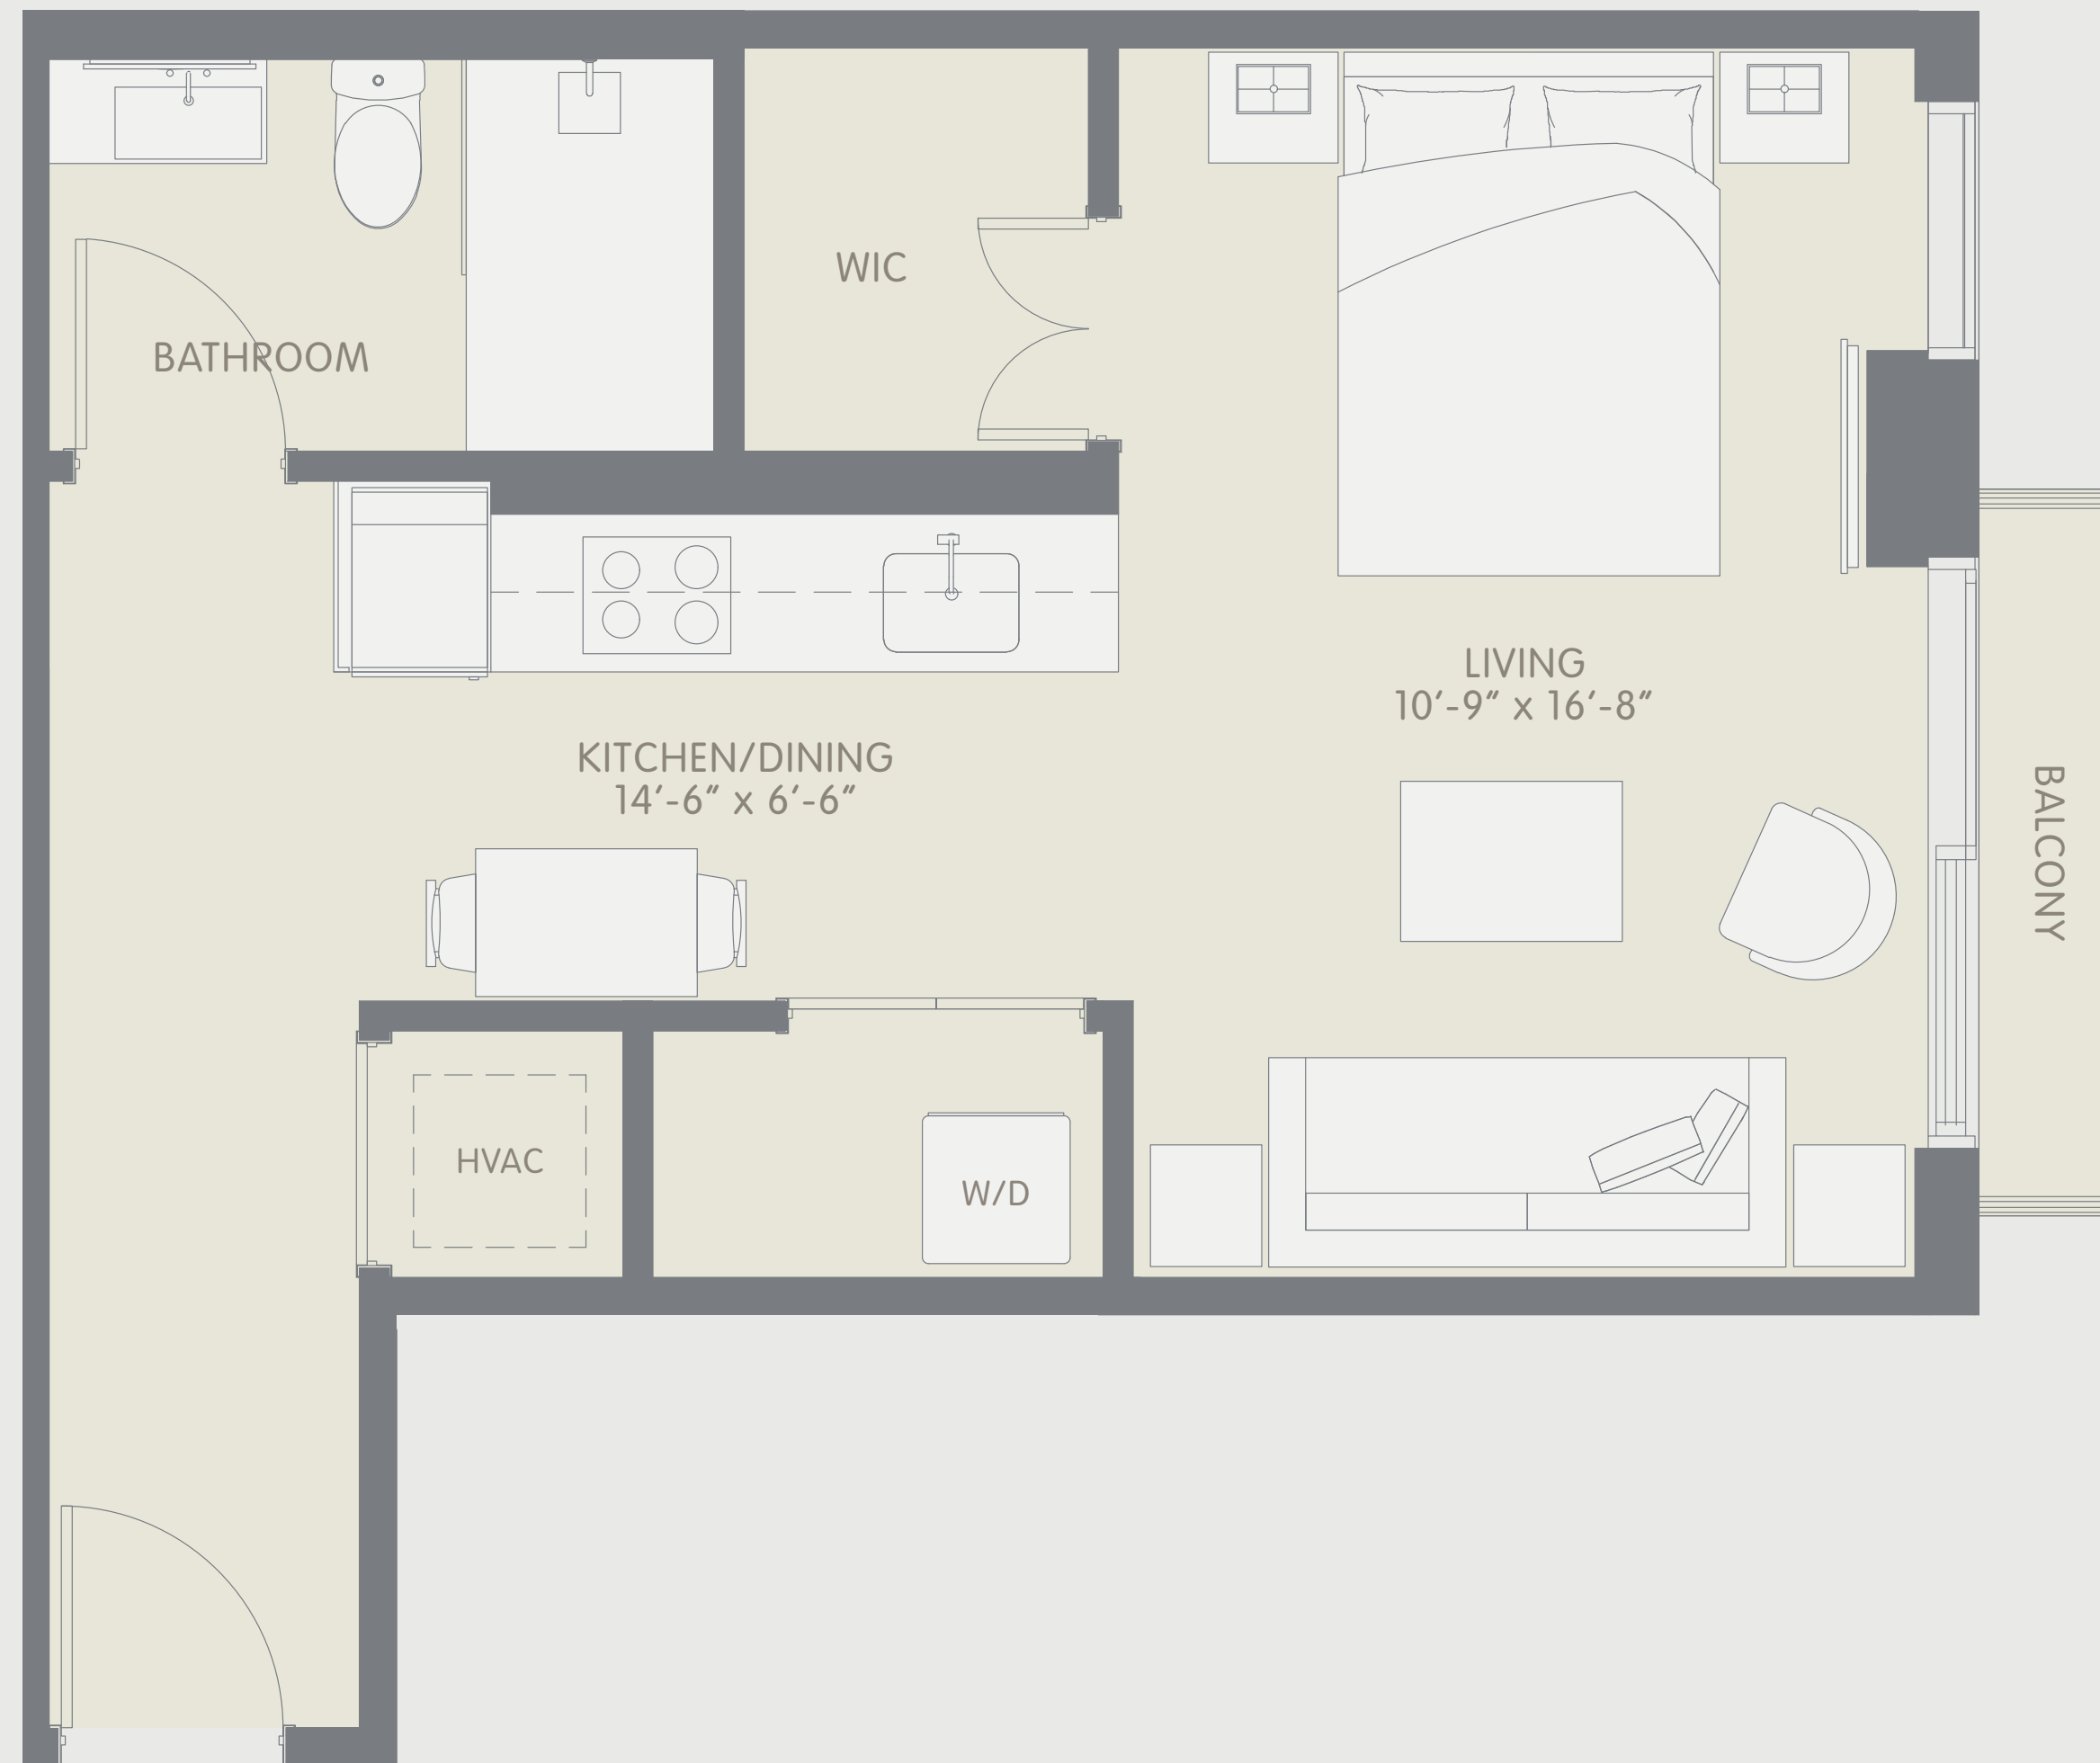 WIC
BATHROOM
LIVING
10′-9″ x 16′-8″
KITCHEN/DINING
14′-6″ x 6′-6″
BALCONY
HVAC
W/D